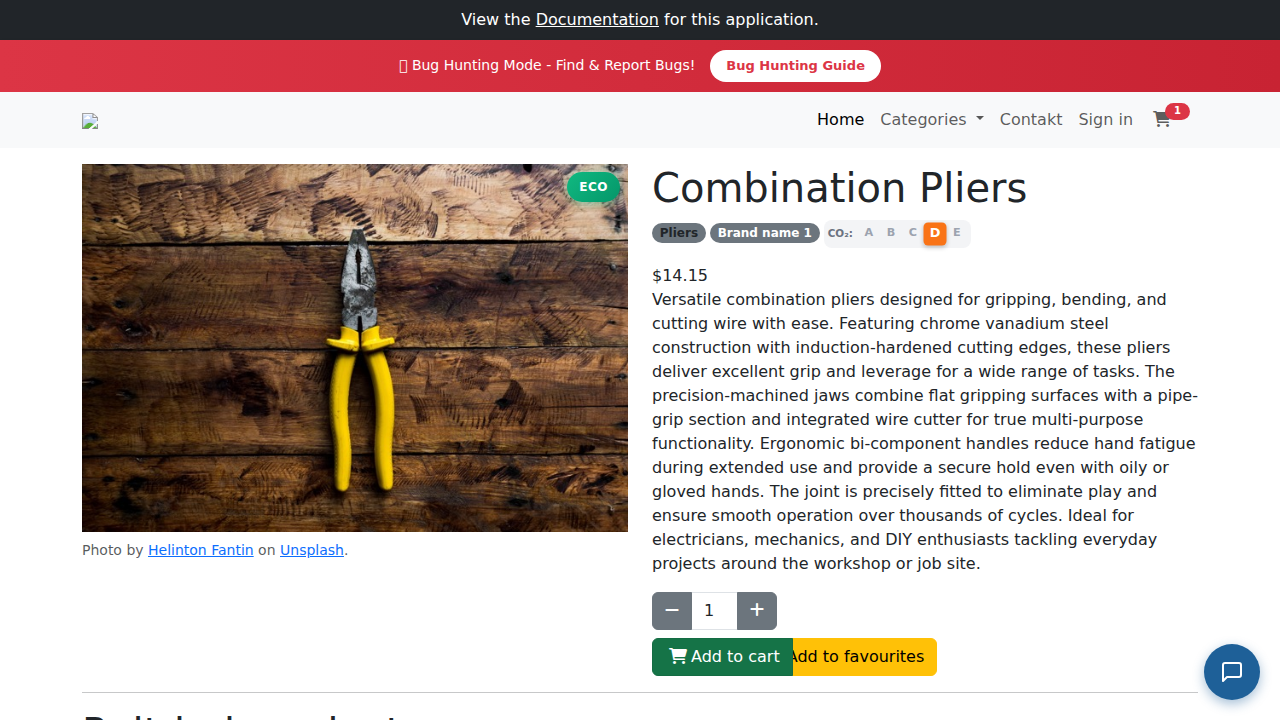 View the Documentation for this application.
Bug Hunting Mode - Find & Report Bugs! Bug Hunting Guide
Home Categories Contakt Sign in 1
ECO
Combination Pliers
Pliers Brand name 1 CO₂: A B C D E
$14.15
Versatile combination pliers designed for gripping, bending, and
cutting wire with ease. Featuring chrome vanadium steel
construction with induction-hardened cutting edges, these pliers
deliver excellent grip and leverage for a wide range of tasks. The
precision-machined jaws combine flat gripping surfaces with a pipe-
grip section and integrated wire cutter for true multi-purpose
functionality. Ergonomic bi-component handles reduce hand fatigue
during extended use and provide a secure hold even with oily or
gloved hands. The joint is precisely fitted to eliminate play and
ensure smooth operation over thousands of cycles. Ideal for
electricians, mechanics, and DIY enthusiasts tackling everyday
projects around the workshop or job site.
Photo by Helinton Fantin on Unsplash.
− 1 +
Add to cart Add to favourites